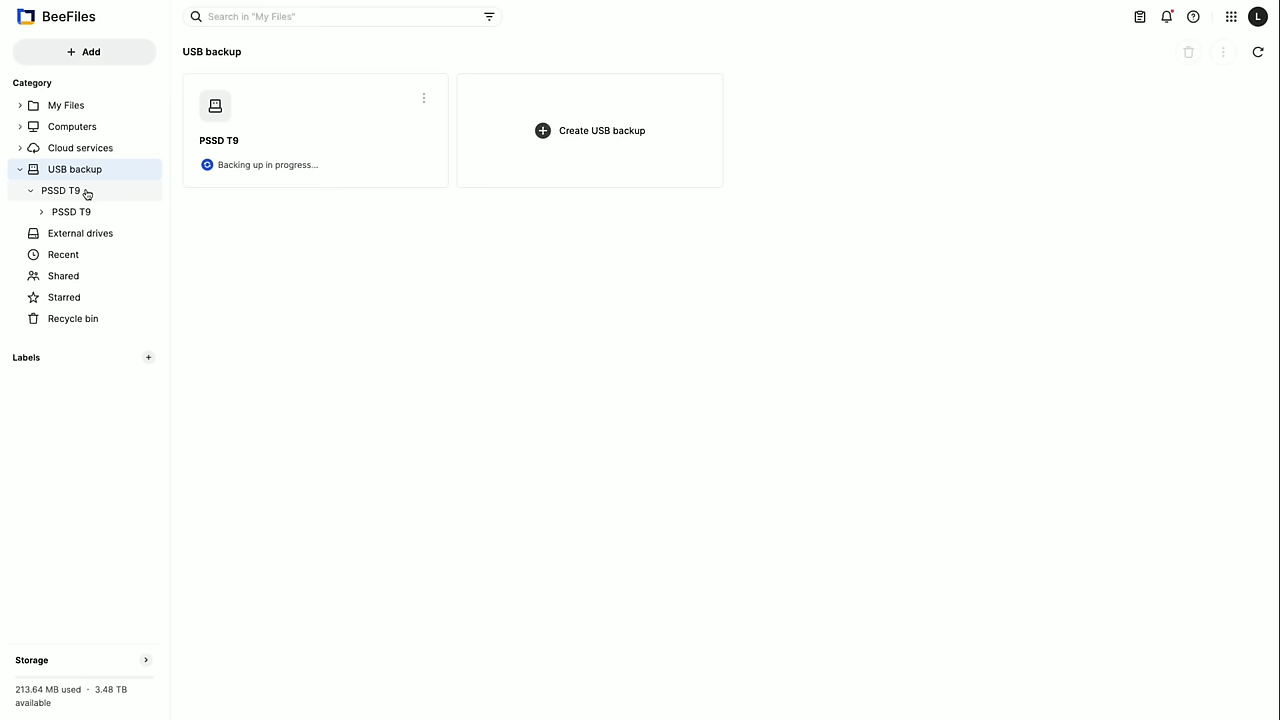 BeeFiles
Search in "My Files"
L
Add
USB backup
Category
My Files
Computers
Cloud services
USB backup
PSSD T9
PSSD T9
External drives
Recent
Shared
Starred
Recycle bin
Labels
PSSD T9
Backing up in progress...
Create USB backup
Storage
213.64 MB used · 3.48 TB
available